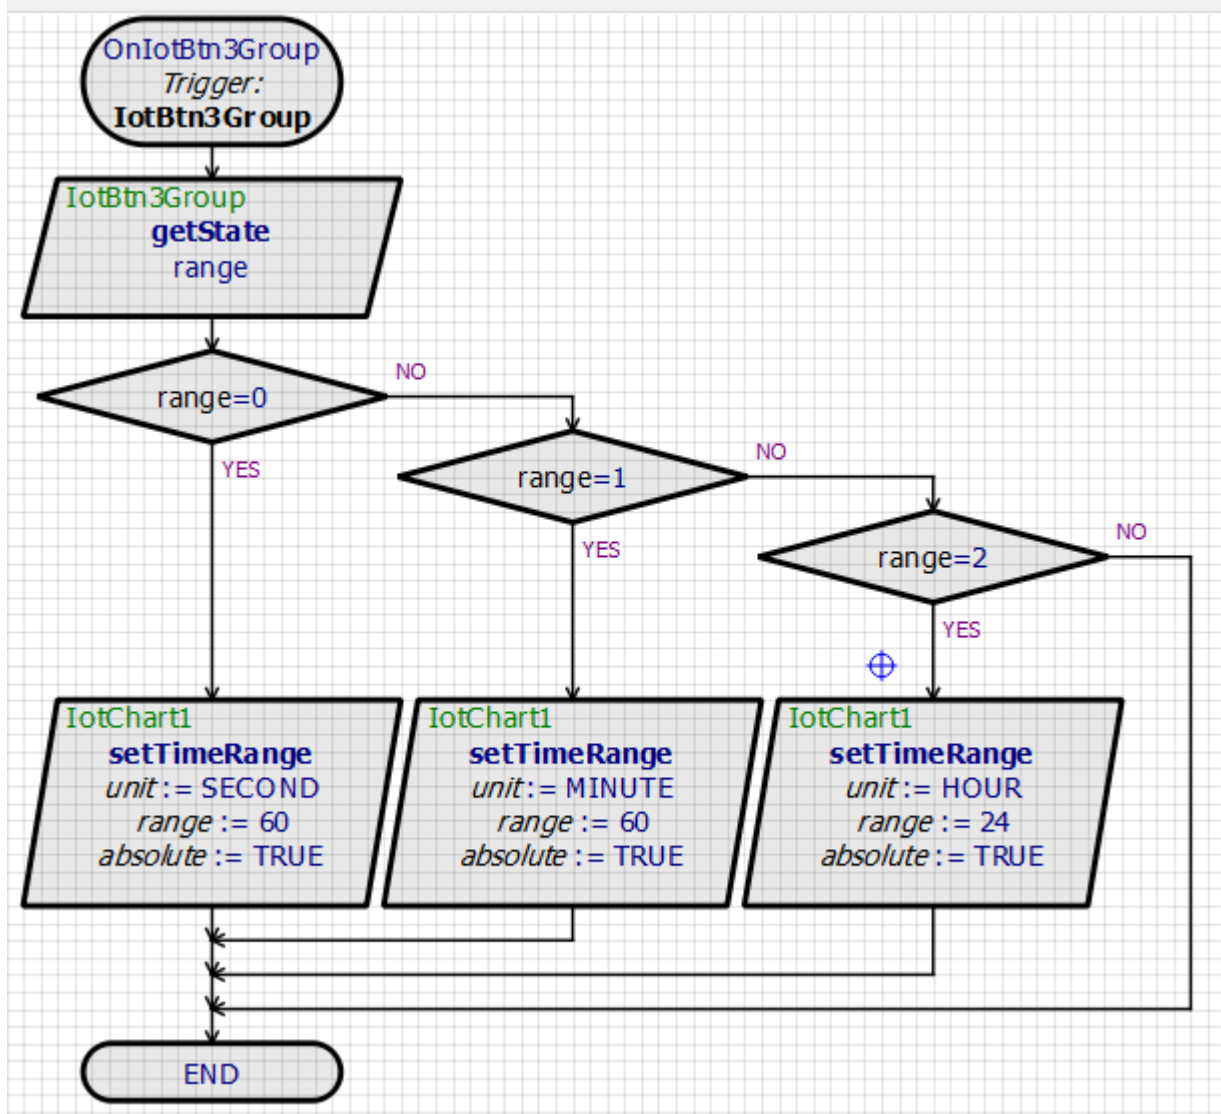 OnIotBtn3Group
Trigger:
IotBtn3Group
IotBtn3Group
getState
range
range=0
NO
YES
range=1
NO
YES
range=2
NO
YES
IotChart1
setTimeRange
unit := SECOND
range := 60
absolute := TRUE
IotChart1
setTimeRange
unit := MINUTE
range := 60
absolute := TRUE
IotChart1
setTimeRange
unit := HOUR
range := 24
absolute := TRUE
END